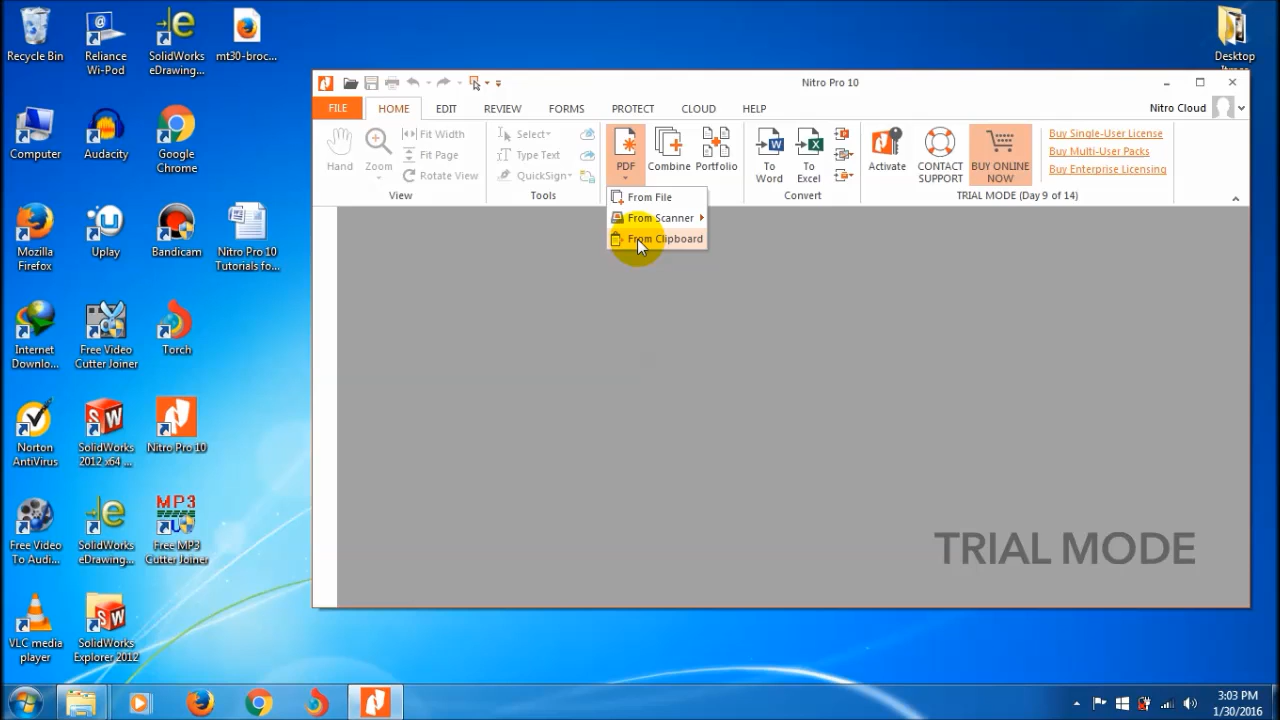 Recycle Bin
Reliance
Wi-Pod
SolidWorks
eDrawing...
mt30-broc...
Desktop
Computer
Audacity
Google
Chrome
Mozilla
Firefox
Uplay
Bandicam
Nitro Pro 10
Tutorials fo...
Internet
Downlo...
Free Video
Cutter Joiner
Torch
Norton
AntiVirus
SolidWorks
2012 x64 ...
Nitro Pro 10
Free Video
To Audi...
SolidWorks
eDrawing...
MP3
Free MP3
Cutter Joiner
VLC media
player
SolidWorks
Explorer 2012
Nitro Pro 10
FILE
HOME
EDIT
REVIEW
FORMS
PROTECT
CLOUD
HELP
Nitro Cloud
Hand
Zoom
Fit Width
Fit Page
Rotate View
View
Select
Type Text
QuickSign
Tools
PDF
Combine
Portfolio
From File
From Scanner
From Clipboard
To
Word
To
Excel
Convert
Activate
CONTACT
SUPPORT
BUY ONLINE
NOW
Buy Single-User License
Buy Multi-User Packs
Buy Enterprise Licensing
TRIAL MODE (Day 9 of 14)
TRIAL MODE
3:03 PM
1/30/2016